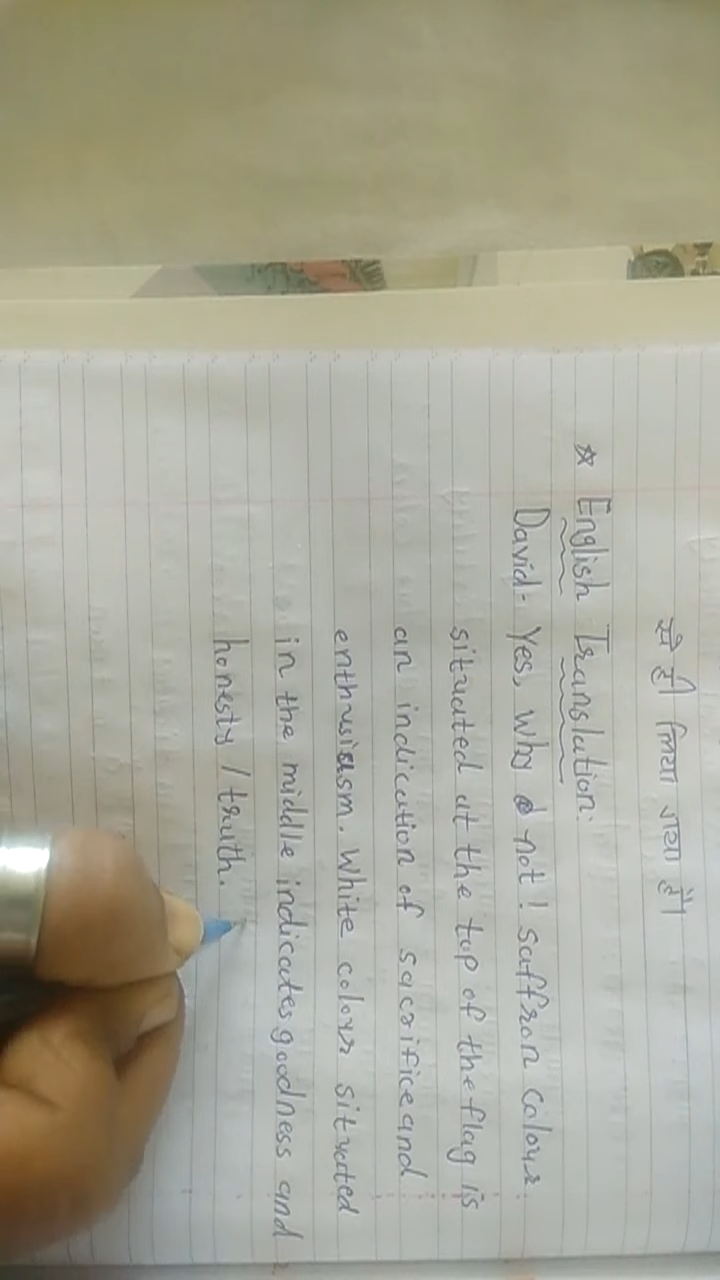 से ही लिया गया है।
☆ English Translation:
David- Yes, why not! Saffron Colour
situated at the top of the flag is
an indication of sacrifice and
enthusiasm. White colour situated
in the middle indicates goodness and
honesty / truth.